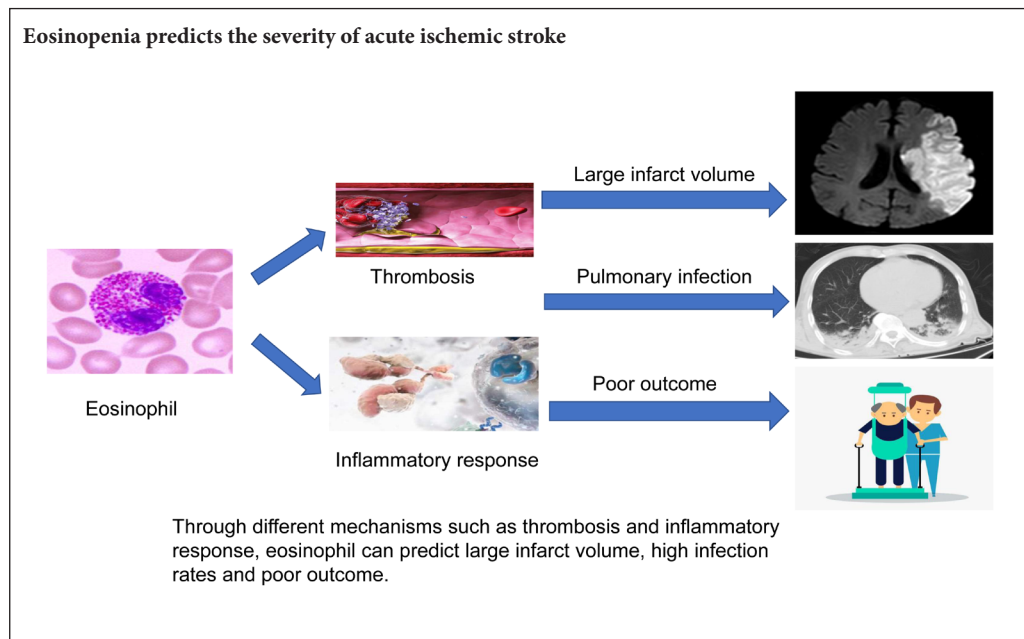 Eosinopenia predicts the severity of acute ischemic stroke
Large infarct volume
Thrombosis
Pulmonary infection
Eosinophil
Poor outcome
Inflammatory response
Through different mechanisms such as thrombosis and inflammatory
response, eosinophil can predict large infarct volume, high infection
rates and poor outcome.